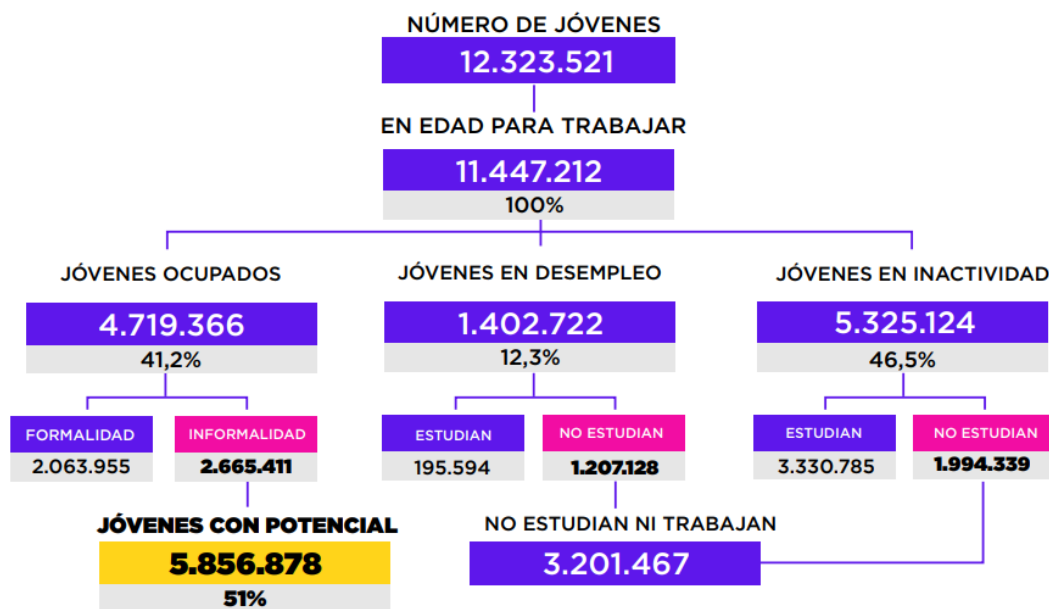 NÚMERO DE JÓVENES
12.323.521
EN EDAD PARA TRABAJAR
11.447.212
100%
JÓVENES OCUPADOS
4.719.366
41,2%
JÓVENES EN DESEMPLEO
1.402.722
12,3%
JÓVENES EN INACTIVIDAD
5.325.124
46,5%
FORMALIDAD
2.063.955
INFORMALIDAD
2.665.411
ESTUDIAN
195.594
NO ESTUDIAN
1.207.128
ESTUDIAN
3.330.785
NO ESTUDIAN
1.994.339
JÓVENES CON POTENCIAL
5.856.878
51%
NO ESTUDIAN NI TRABAJAN
3.201.467